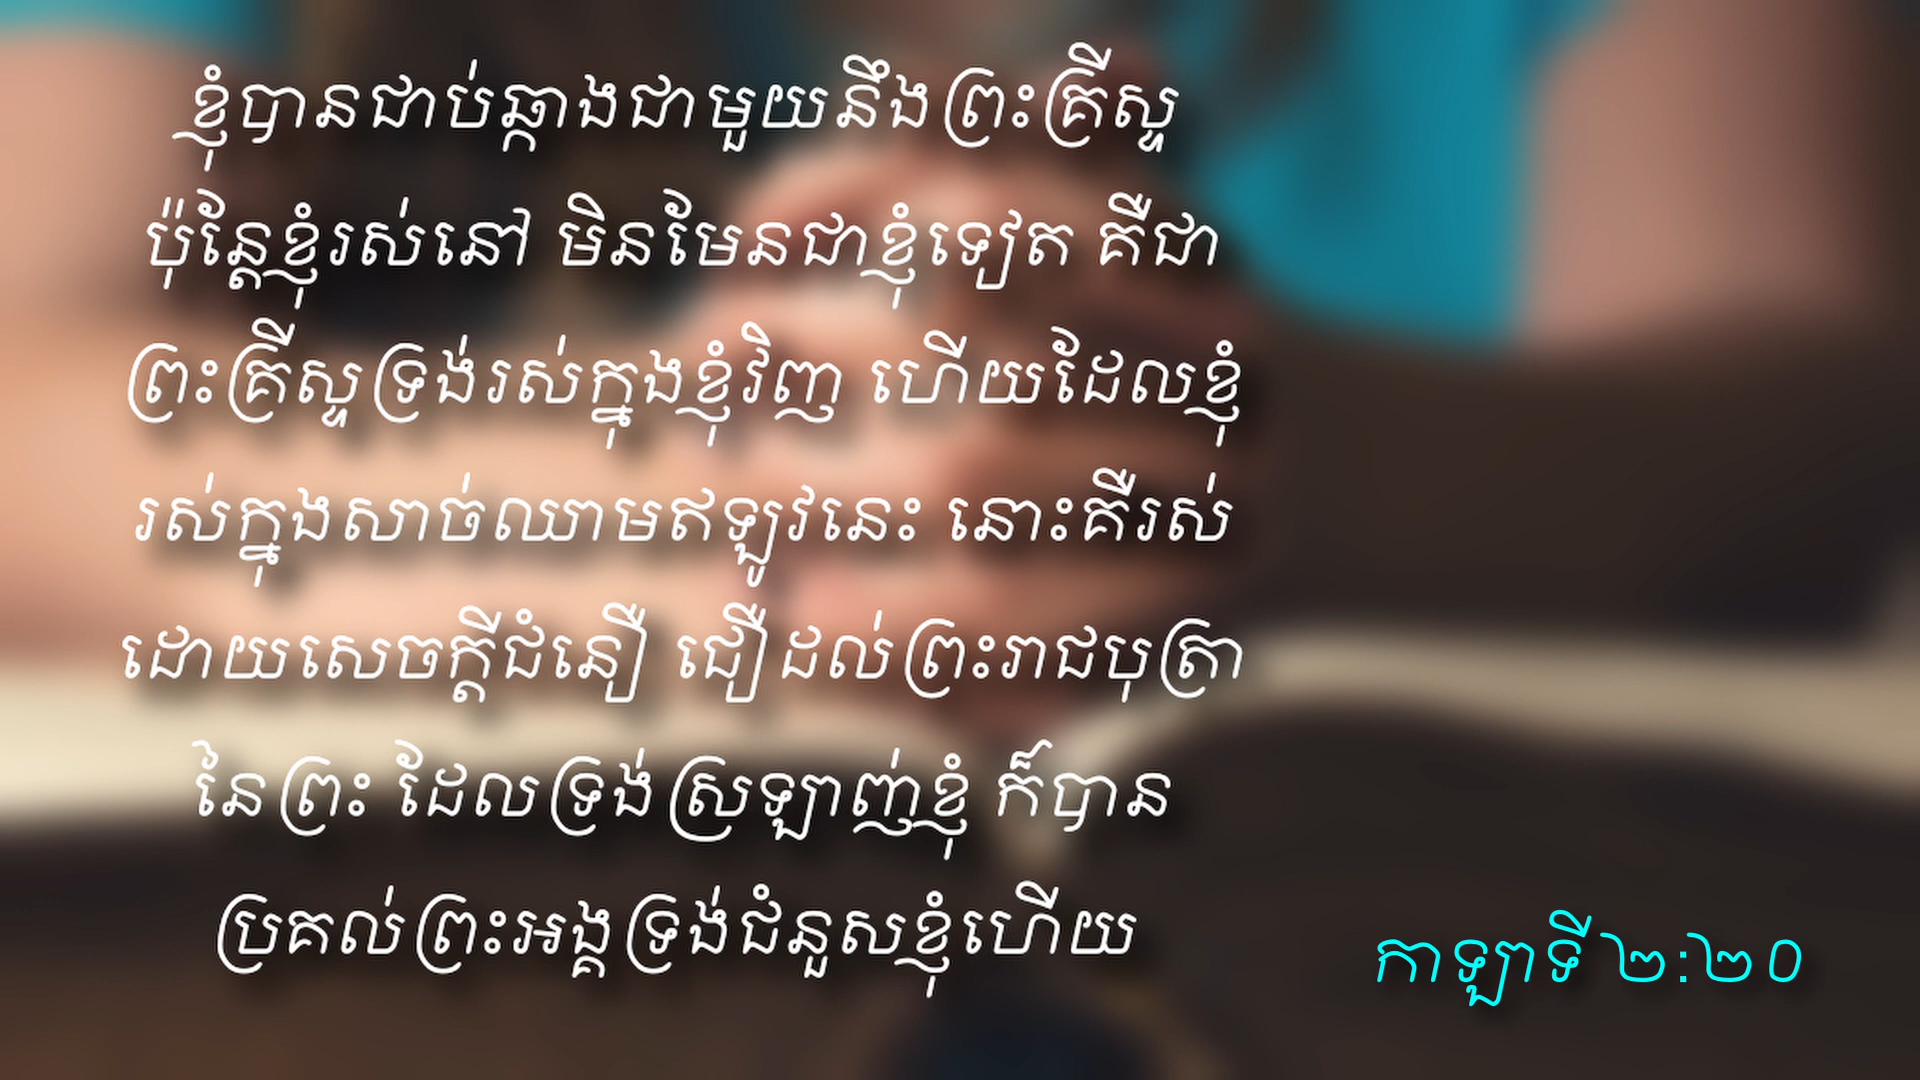 ខ្ញុំបានជាប់ឆ្កាងជាមួយនឹងព្រះគ្រីស្ទ
ប៉ុន្តែខ្ញុំរស់នៅ មិនមែនជាខ្ញុំទៀត គឺជា
ព្រះគ្រីស្ទទ្រង់រស់ក្នុងខ្ញុំវិញ ហើយដែលខ្ញុំ
រស់ក្នុងសាច់ឈាមឥឡូវនេះ នោះគឺរស់
ដោយសេចក្តីជំនឿ ជឿដល់ព្រះរាជបុត្រា
នៃព្រះ ដែលទ្រង់ស្រឡាញ់ខ្ញុំ ក៏បាន
ប្រគល់ព្រះអង្គទ្រង់ជំនួសខ្ញុំហើយ
កាឡាទី ២:២០